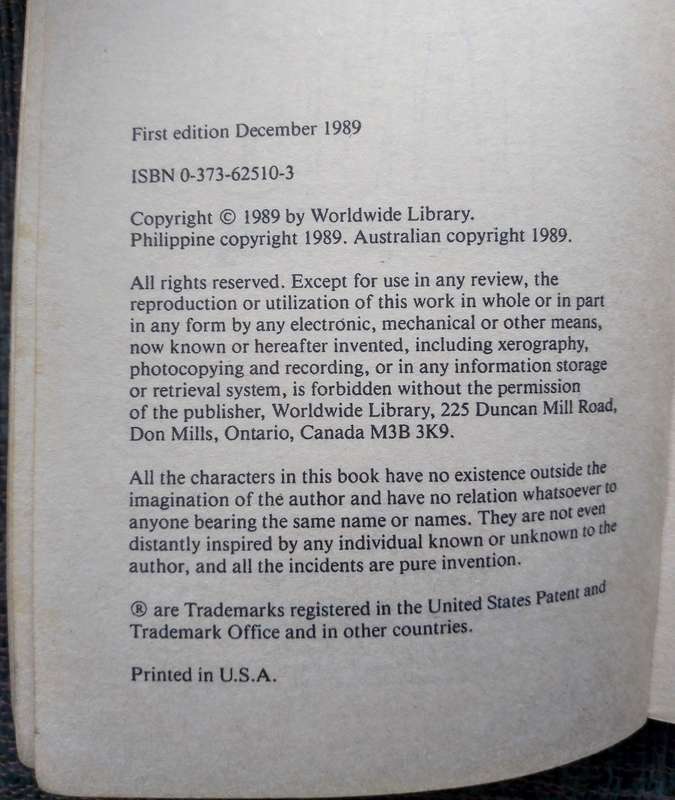 First edition December 1989
ISBN 0-373-62510-3
Copyright © 1989 by Worldwide Library.
Philippine copyright 1989. Australian copyright 1989.
All rights reserved. Except for use in any review, the
reproduction or utilization of this work in whole or in part
in any form by any electronic, mechanical or other means,
now known or hereafter invented, including xerography,
photocopying and recording, or in any information storage
or retrieval system, is forbidden without the permission
of the publisher, Worldwide Library, 225 Duncan Mill Road,
Don Mills, Ontario, Canada M3B 3K9.
All the characters in this book have no existence outside the
imagination of the author and have no relation whatsoever to
anyone bearing the same name or names. They are not even
distantly inspired by any individual known or unknown to the
author, and all the incidents are pure invention.
® are Trademarks registered in the United States Patent and
Trademark Office and in other countries.
Printed in U.S.A.